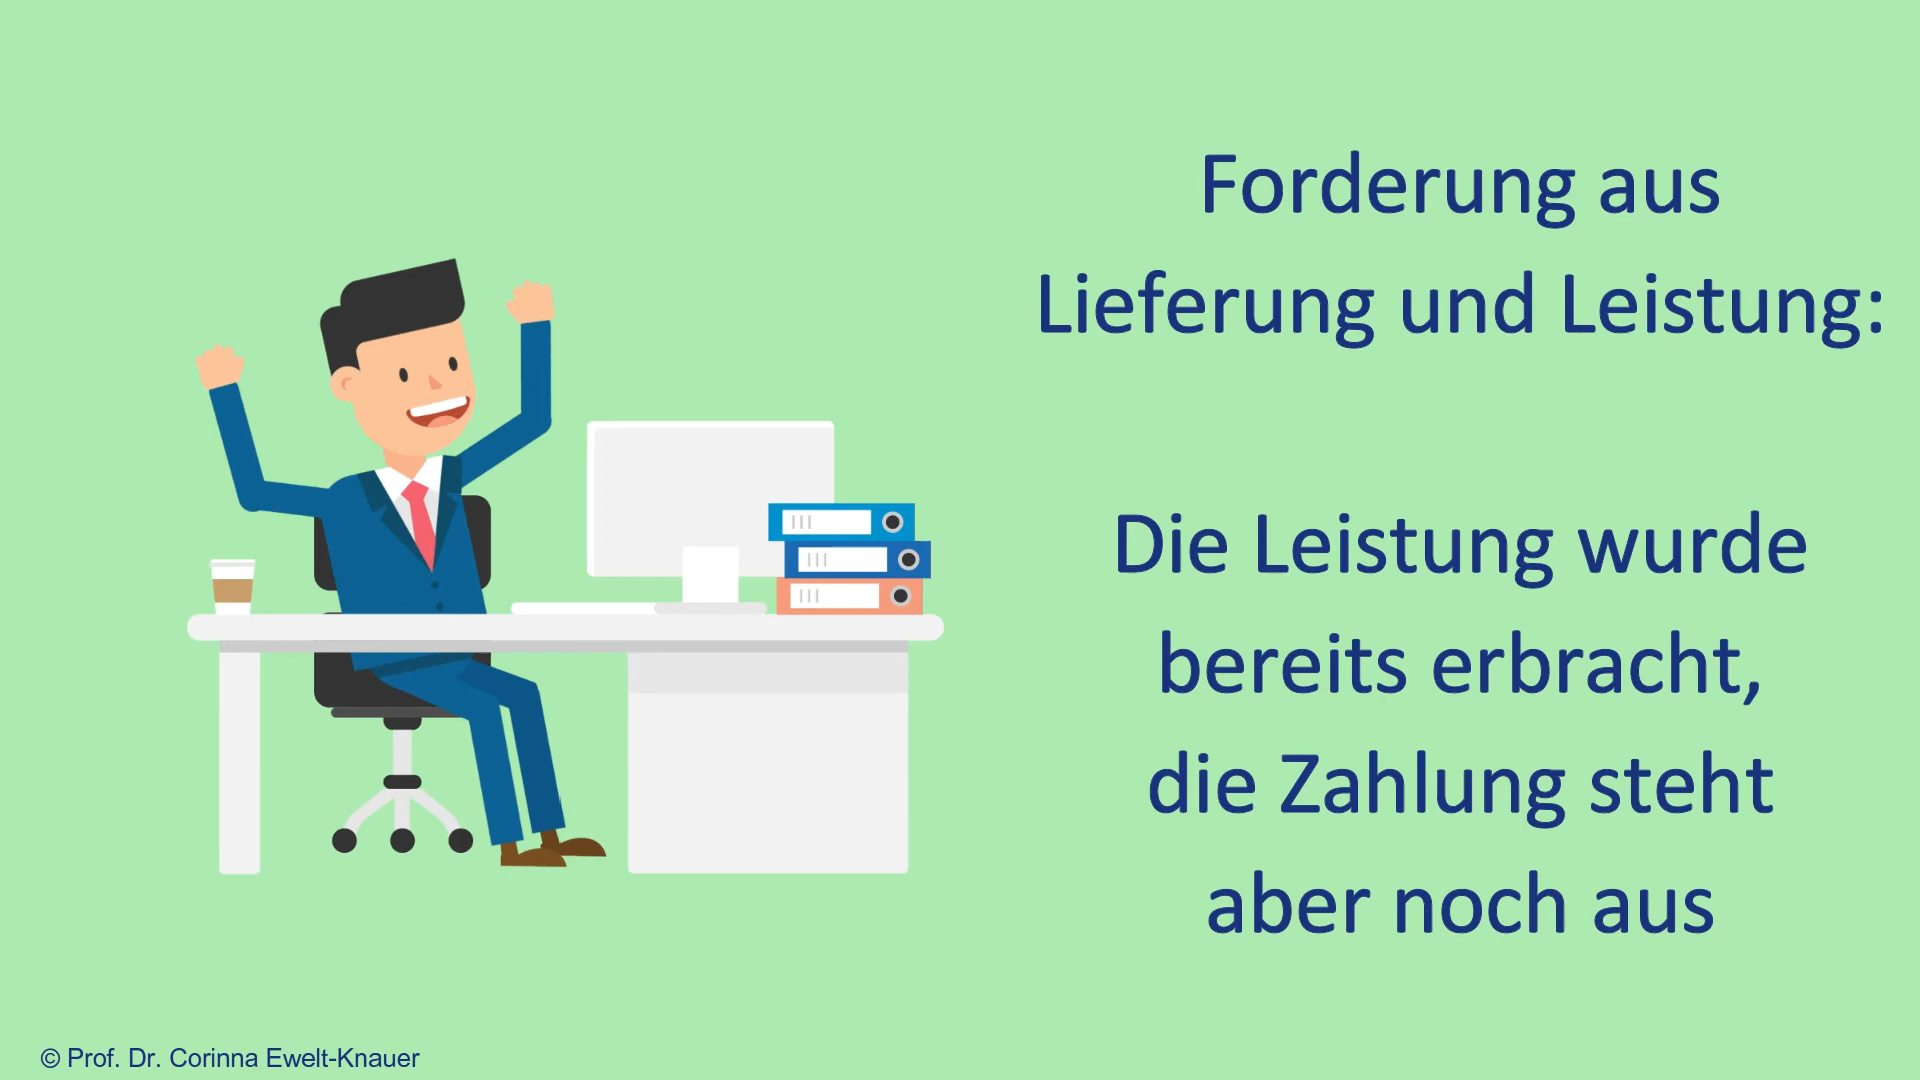 Forderung aus
Lieferung und Leistung:
Die Leistung wurde
bereits erbracht,
die Zahlung steht
aber noch aus
© Prof. Dr. Corinna Ewelt-Knauer